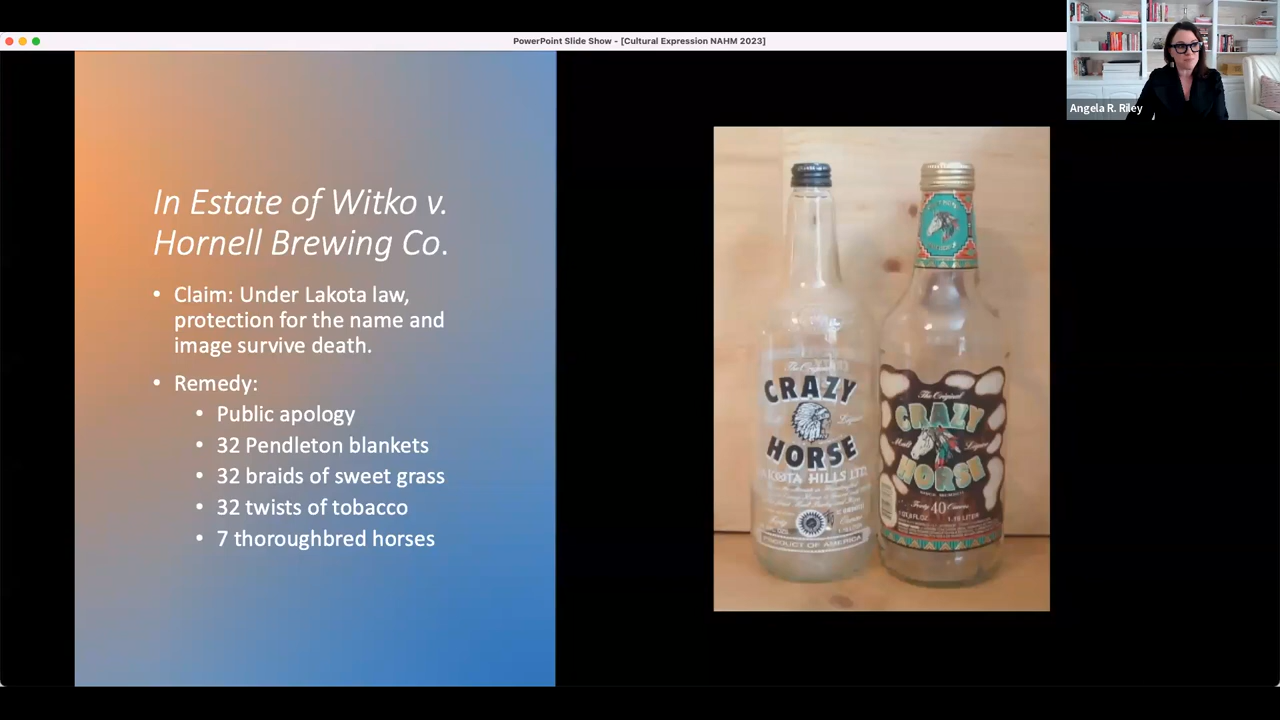 PowerPoint Slide Show - [Cultural Expression NAHM 2023]
Angela R. Riley
In Estate of Witko v.
Hornell Brewing Co.
• Claim: Under Lakota law,
protection for the name and
image survive death.
• Remedy:
• Public apology
• 32 Pendleton blankets
• 32 braids of sweet grass
• 32 twists of tobacco
• 7 thoroughbred horses
The Original
CRAZY
HORSE
KOTA HILLS LTD.
PRODUCT OF AMERICA
The Original
CRAZY
Malt Liquor
HORSE
Forty 40 Ounces